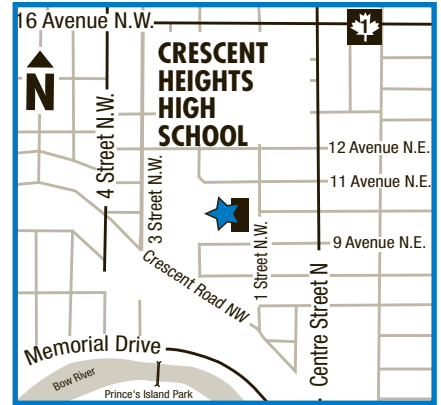 16 Avenue N.W.
1
CRESCENT
HEIGHTS
HIGH
SCHOOL
N
4 Street N.W.
3 Street N.W.
12 Avenue N.E.
11 Avenue N.E.
1 Street N.W.
9 Avenue N.E.
Crescent Road NW
Centre Street N
Memorial Drive
Bow River
Prince's Island Park